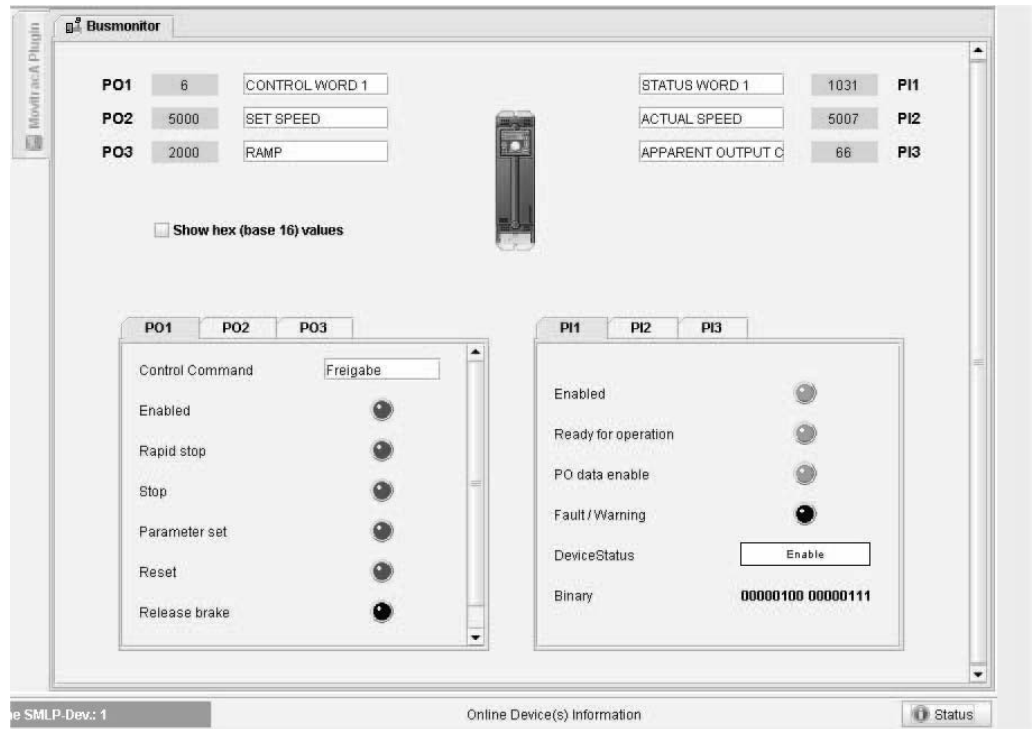 MovitracA Plugin
Busmonitor
PO1 6 CONTROL WORD 1
STATUS WORD 1 1031 PI1
PO2 5000 SET SPEED
ACTUAL SPEED 5007 PI2
PO3 2000 RAMP
APPARENT OUTPUT C 66 PI3
Show hex (base 16) values
PO1 PO2 PO3
Control Command Freigabe
Enabled
Rapid stop
Stop
Parameter set
Reset
Release brake
PI1 PI2 PI3
Enabled
Ready for operation
PO data enable
Fault / Warning
DeviceStatus Enable
Binary 00000100 00000111
e SMLP-Dev.: 1
Online Device(s) Information
Status